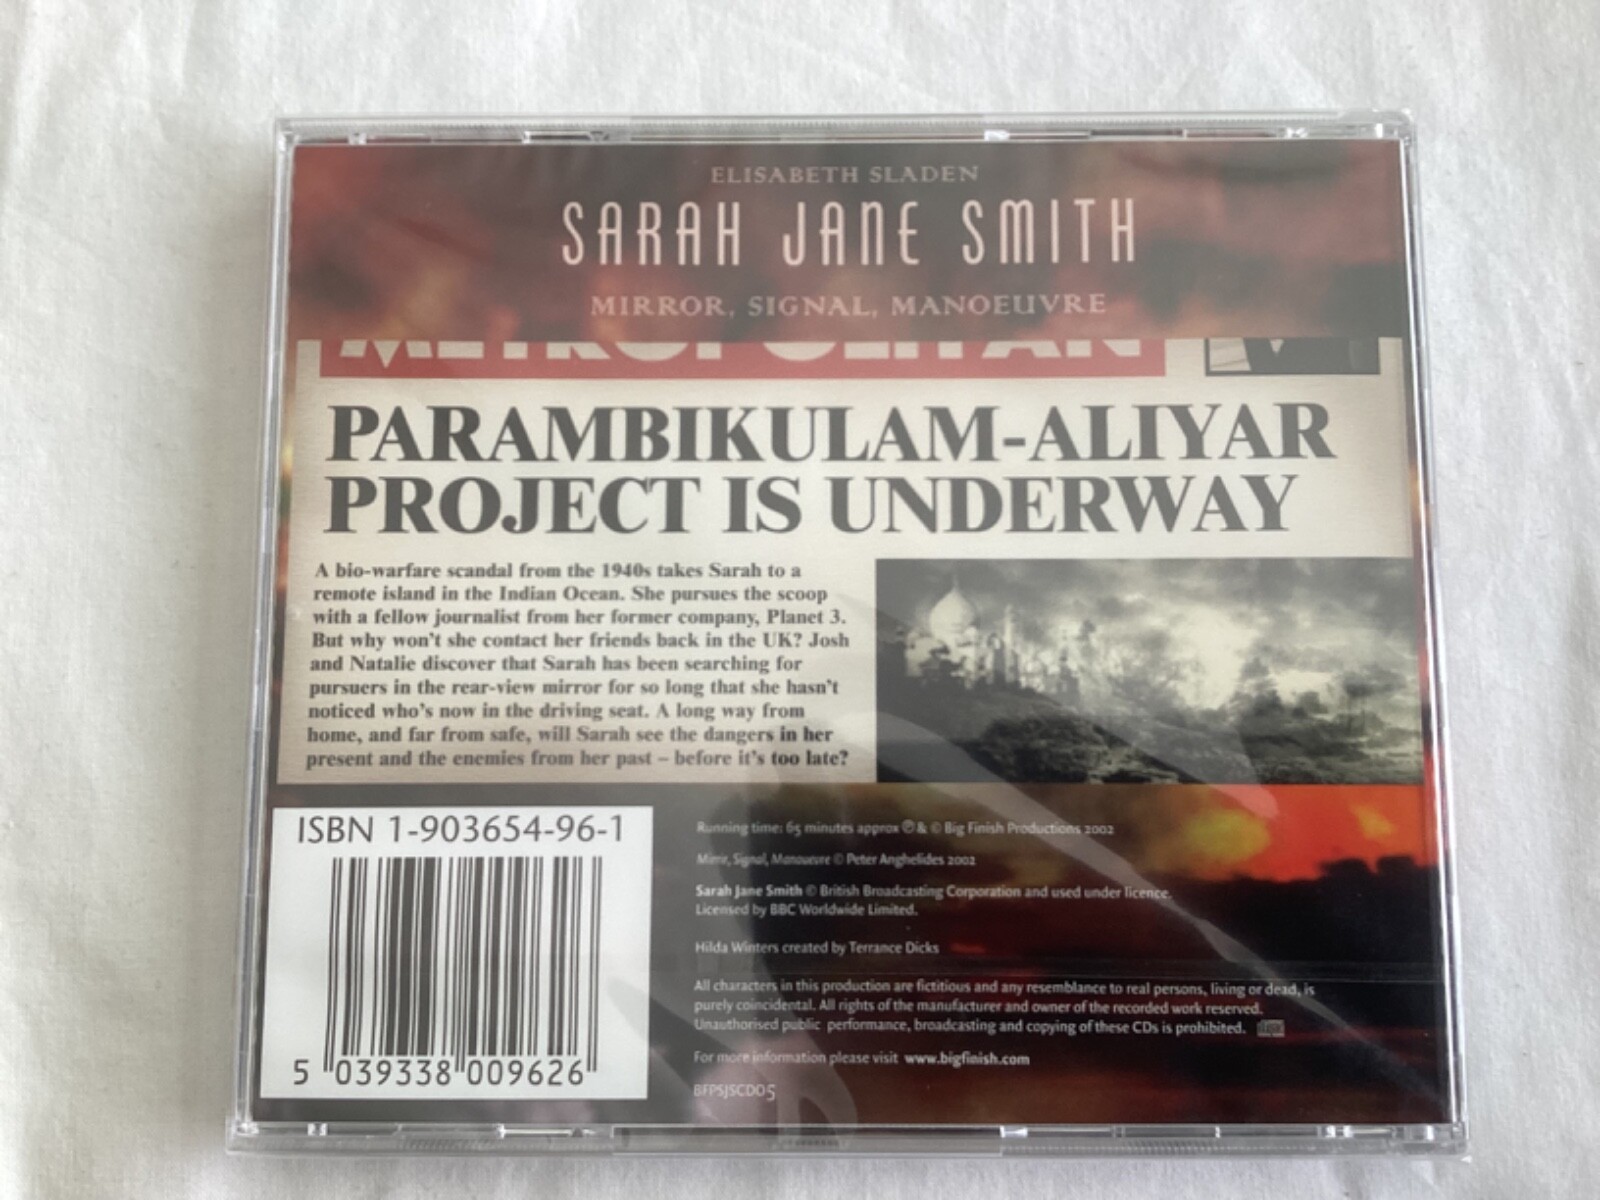 ELISABETH SLADEN
SARAH JANE SMITH
MIRROR, SIGNAL, MANOEUVRE
METROPOLITAN
PARAMBIKULAM-ALIYAR
PROJECT IS UNDERWAY
A bio-warfare scandal from the 1940s takes Sarah to a
remote island in the Indian Ocean. She pursues the scoop
with a fellow journalist from her former company, Planet 3.
But why won't she contact her friends back in the UK? Josh
and Natalie discover that Sarah has been searching for
pursuers in the rear-view mirror for so long that she hasn't
noticed who's now in the driving seat. A long way from
home, and far from safe, will Sarah see the dangers in her
present and the enemies from her past – before it's too late?
ISBN 1-903654-96-1
5 039338 009626
Running time: 65 minutes approx ℗ & © Big Finish Productions 2002
Mirror, Signal, Manoeuvre © Peter Anghelides 2002
Sarah Jane Smith © British Broadcasting Corporation and used under licence.
Licensed by BBC Worldwide Limited.
Hilda Winters created by Terrance Dicks
All characters in this production are fictitious and any resemblance to real persons, living or dead, is
purely coincidental. All rights of the manufacturer and owner of the recorded work reserved.
Unauthorised public performance, broadcasting and copying of these CDs is prohibited.
For more information please visit www.bigfinish.com
BFPSJSCD05